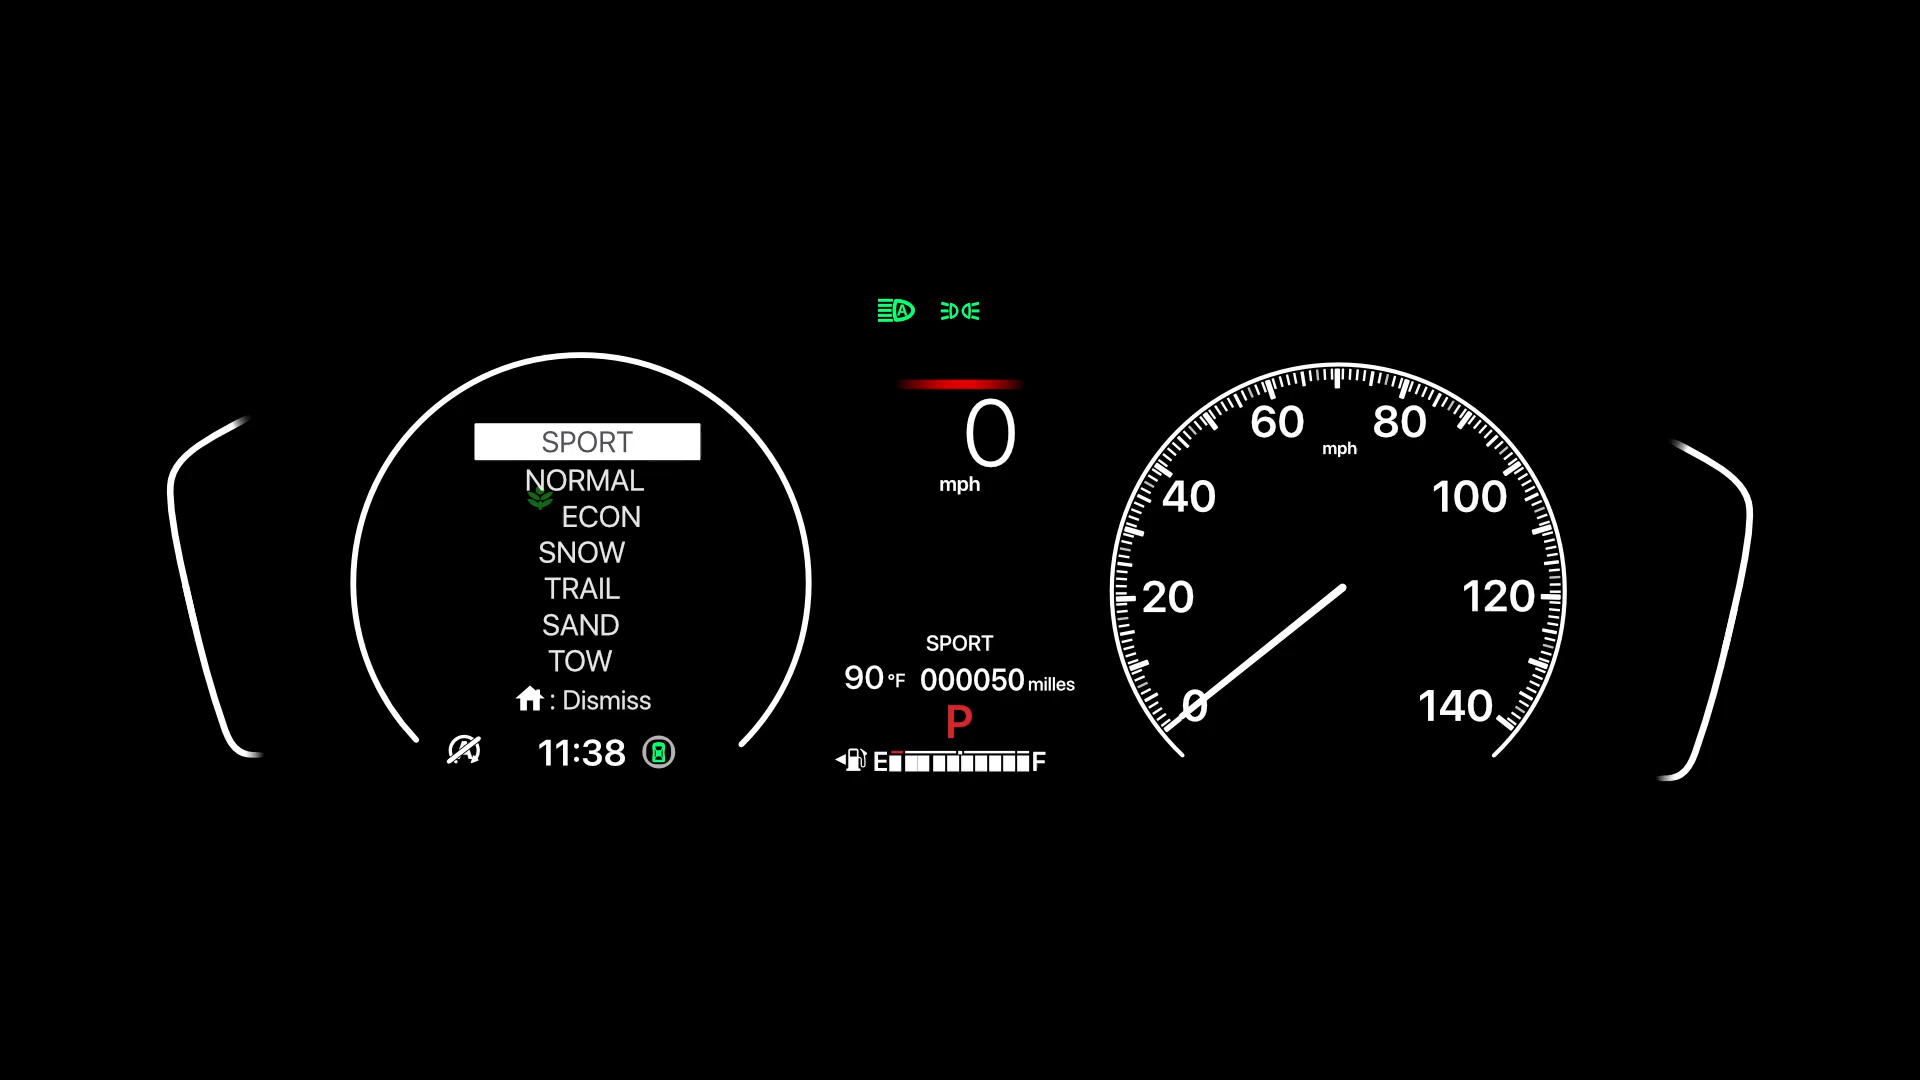 SPORT
NORMAL
ECON
SNOW
TRAIL
SAND
TOW
: Dismiss
A
11:38
A
0
mph
SPORT
90°F 000050 milles
P
E F
60 80
mph
40 100
20 120
0 140